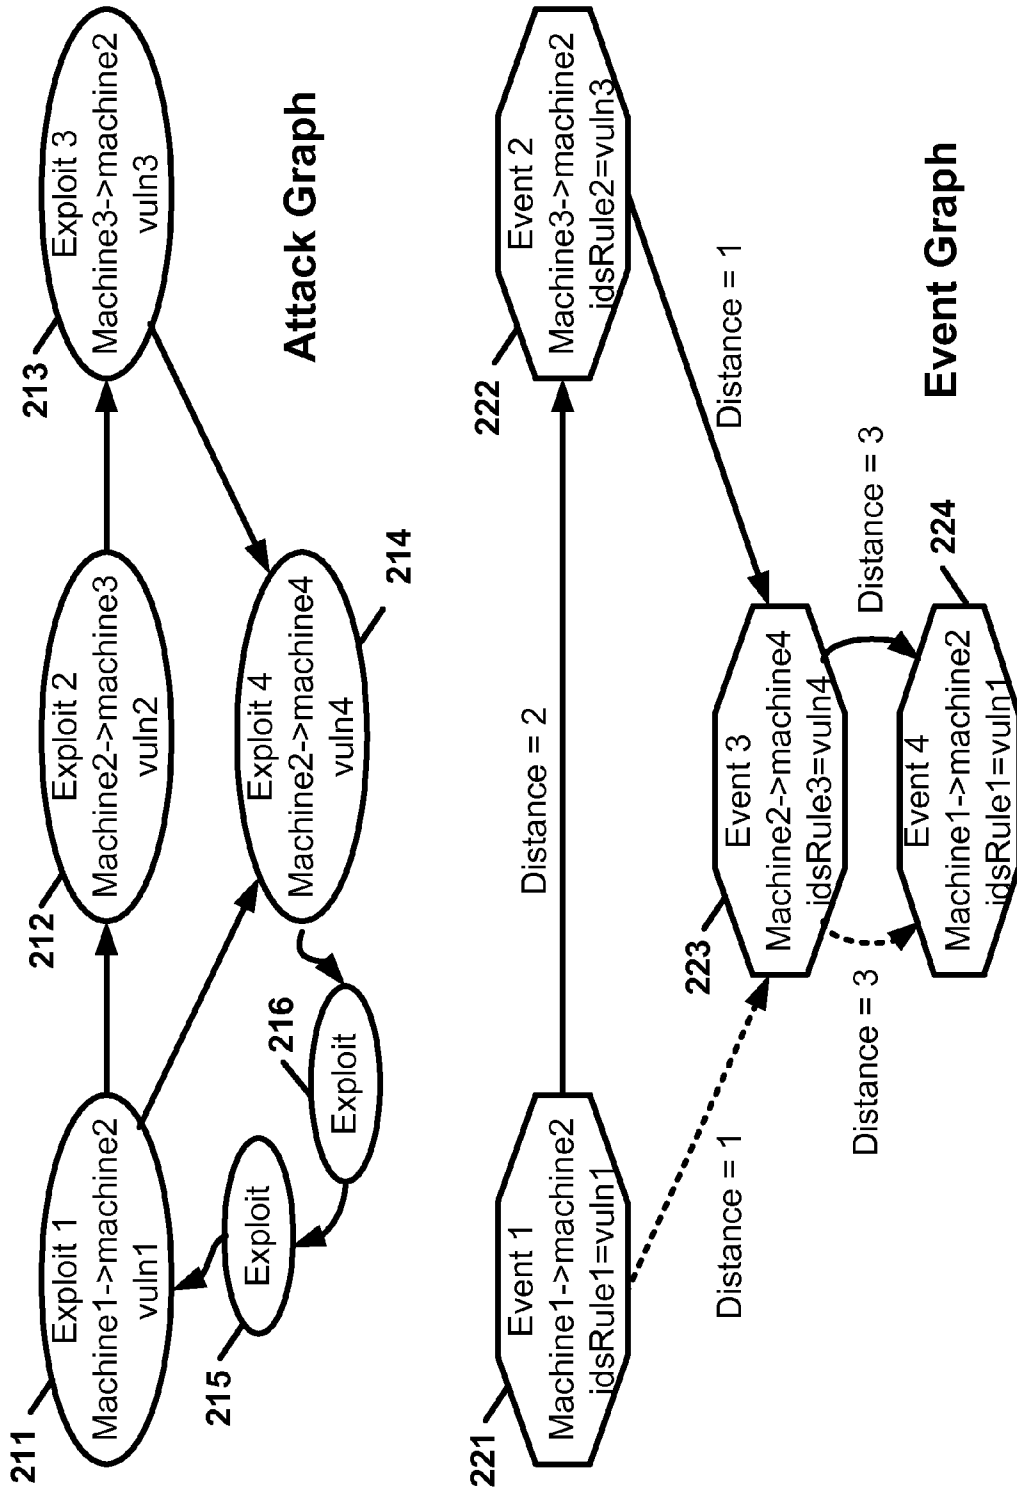 211
Exploit 1
Machine1->machine2
vuln1
212
Exploit 2
Machine2->machine3
vuln2
213
Exploit 3
Machine3->machine2
vuln3
215
Exploit
216
Exploit
Exploit 4
Machine2->machine4
vuln4
214
Attack Graph
221
Event 1
Machine1->machine2
idsRule1=vuln1
Distance = 2
222
Event 2
Machine3->machine2
idsRule2=vuln3
Distance = 1
223
Event 3
Machine2->machine4
idsRule3=vuln4
Distance = 1
Distance = 3
Distance = 3
Event 4
Machine1->machine2
idsRule1=vuln1
224
Event Graph